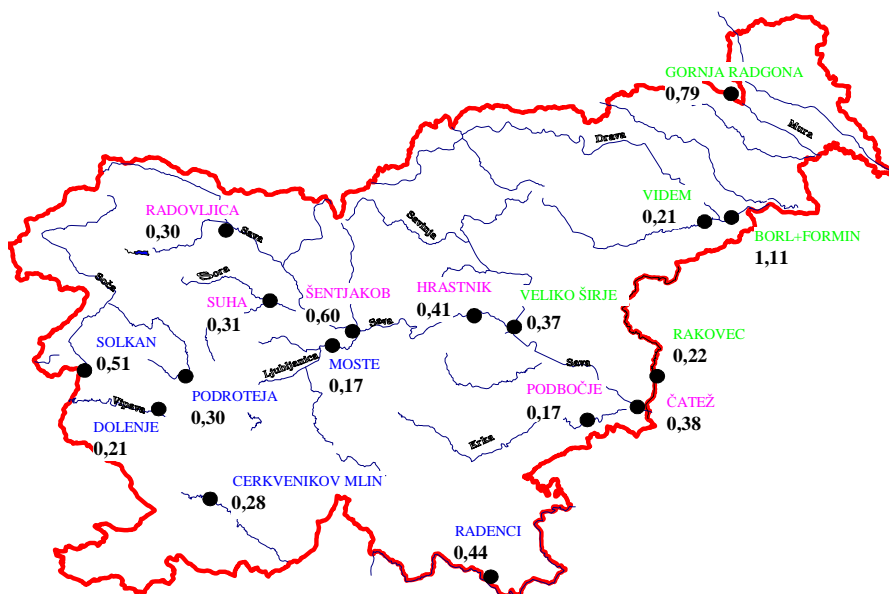 GORNJA RADGONA
0,79
Mura
Drava
VIDEM
0,21
BORL+FORMIN
1,11
RADOVLJICA
0,30
Sava
Savinja
Sora
Soča
SUHA
0,31
ŠENTJAKOB
0,60
Sava
HRASTNIK
0,41
VELIKO ŠIRJE
0,37
SOLKAN
0,51
Ljubljanica
MOSTE
0,17
RAKOVEC
0,22
Sava
PODROTEJA
0,30
PODBOČJE
0,17
ČATEŽ
0,38
Vipava
DOLENJE
0,21
Krka
CERKVENIKOV MLIN
0,28
RADENCI
0,44